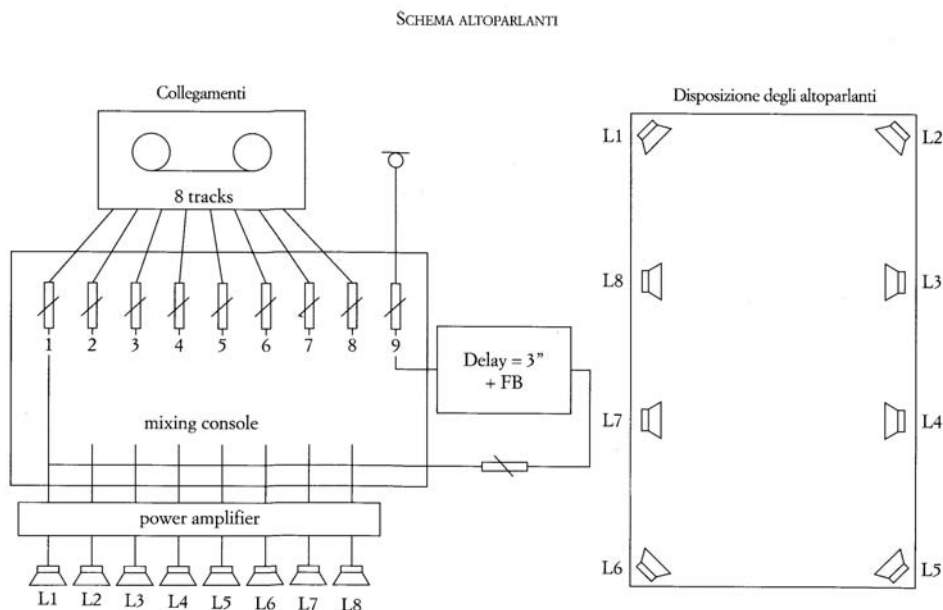 SCHEMA ALTOPARLANTI
Collegamenti
8 tracks
1 2 3 4 5 6 7 8 9
Delay = 3”
+ FB
mixing console
power amplifier
L1 L2 L3 L4 L5 L6 L7 L8
Disposizione degli altoparlanti
L1 L2
L8 L3
L7 L4
L6 L5